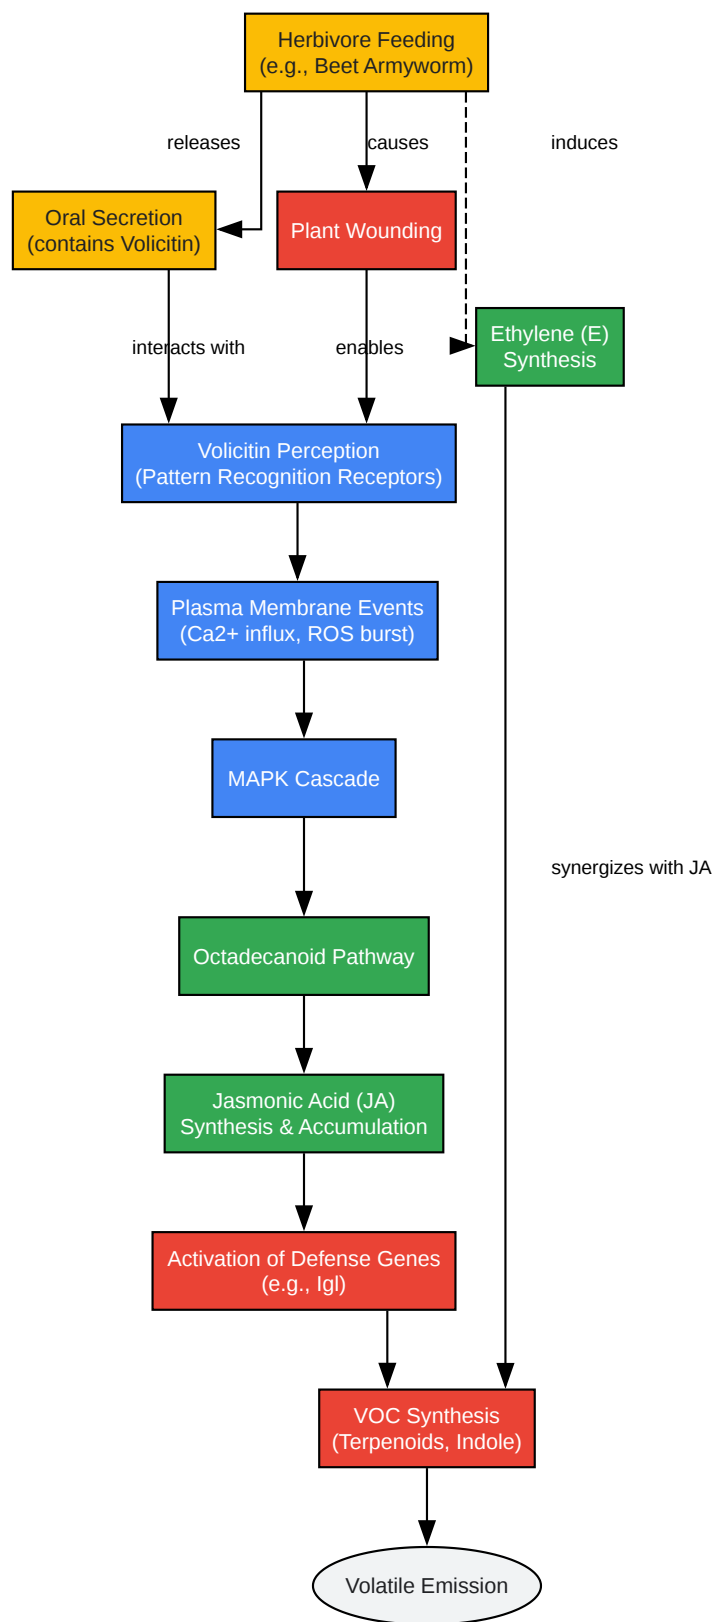 Herbivore Feeding
(e.g., Beet Armyworm)
releases
causes
induces
Oral Secretion
(contains Volicitin)
Plant Wounding
interacts with
enables
Ethylene (E)
Synthesis
Volicitin Perception
(Pattern Recognition Receptors)
Plasma Membrane Events
(Ca2+ influx, ROS burst)
MAPK Cascade
synergizes with JA
Octadecanoid Pathway
Jasmonic Acid (JA)
Synthesis & Accumulation
Activation of Defense Genes
(e.g., Igl)
VOC Synthesis
(Terpenoids, Indole)
Volatile Emission